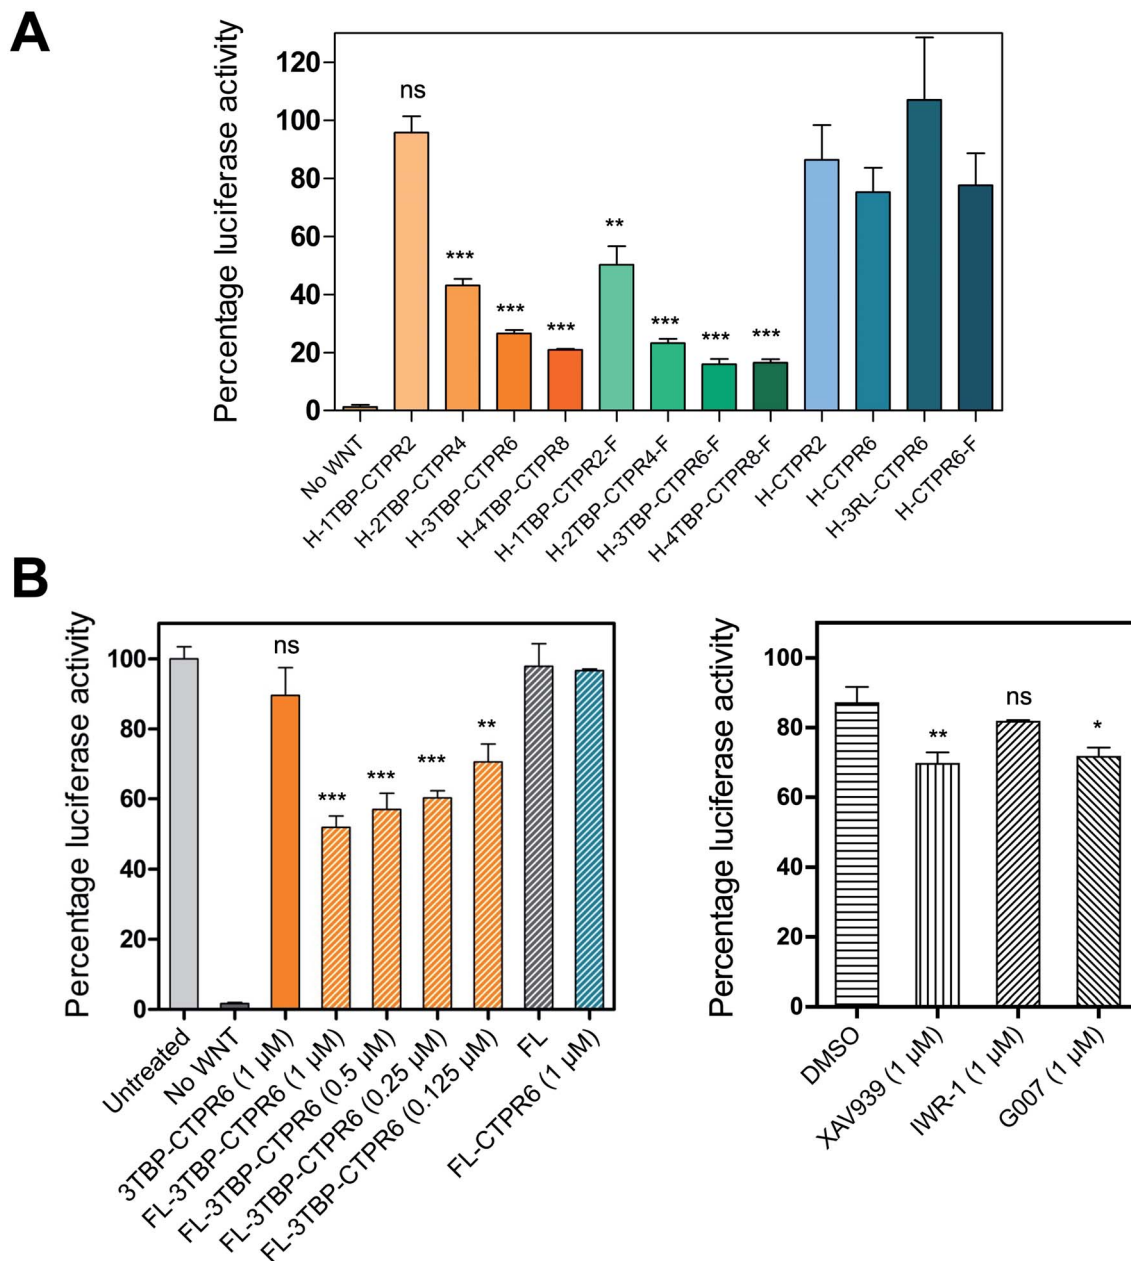 A
Percentage luciferase activity
120
100
80
60
40
20
0
ns
***
***
***
**
***
***
***
No WNT
H-1TBP-CTPR2
H-2TBP-CTPR4
H-3TBP-CTPR6
H-4TBP-CTPR8
H-1TBP-CTPR2-F
H-2TBP-CTPR4-F
H-3TBP-CTPR6-F
H-4TBP-CTPR8-F
H-CTPR2
H-CTPR6
H-3RL-CTPR6
H-CTPR6-F
B
Percentage luciferase activity
100
80
60
40
20
0
ns
***
***
***
**
Untreated
No WNT
3TBP-CTPR6 (1 µM)
FL-3TBP-CTPR6 (1 µM)
FL-3TBP-CTPR6 (0.5 µM)
FL-3TBP-CTPR6 (0.25 µM)
FL-3TBP-CTPR6 (0.125 µM)
FL
FL-CTPR6 (1 µM)
Percentage luciferase activity
100
80
60
40
20
0
**
ns
*
DMSO
XAV939 (1 µM)
IWR-1 (1 µM)
G007 (1 µM)